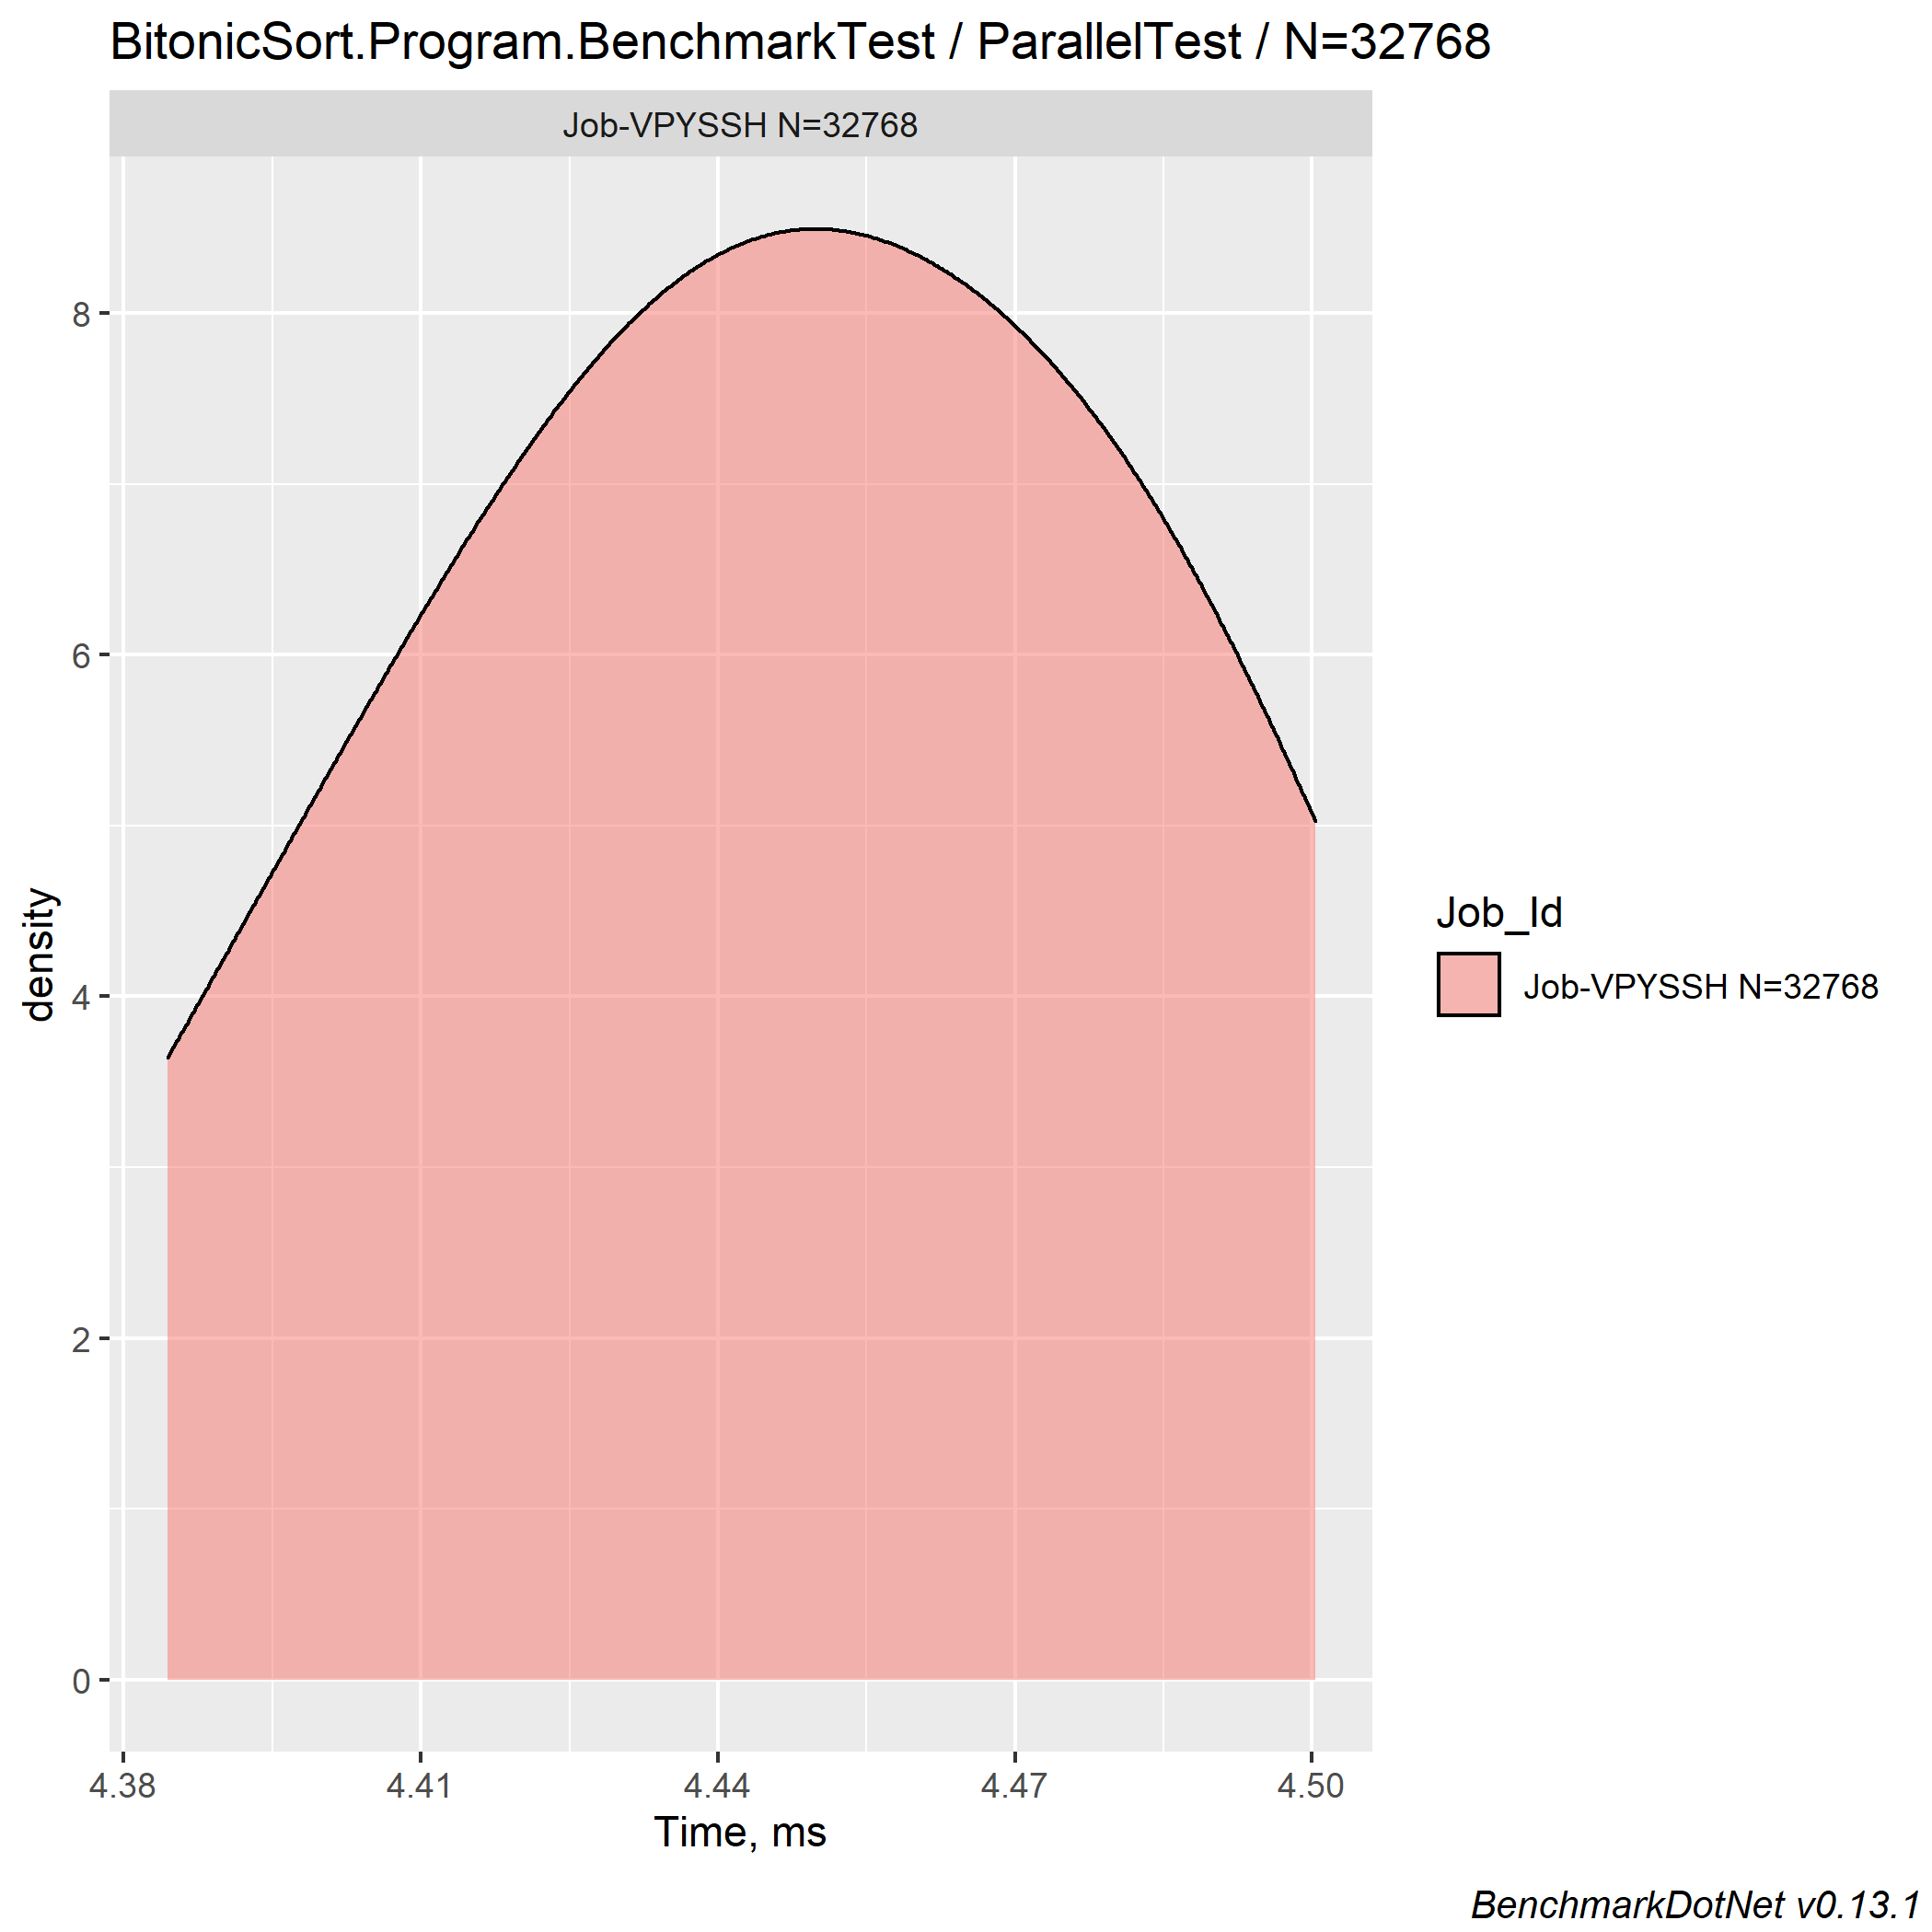 BitonicSort.Program.BenchmarkTest / ParallelTest / N=32768
Job-VPYSSH N=32768
8
6
4
2
0
density
4.38 4.41 4.44 4.47 4.50
Time, ms
Job_Id
Job-VPYSSH N=32768
BenchmarkDotNet v0.13.1